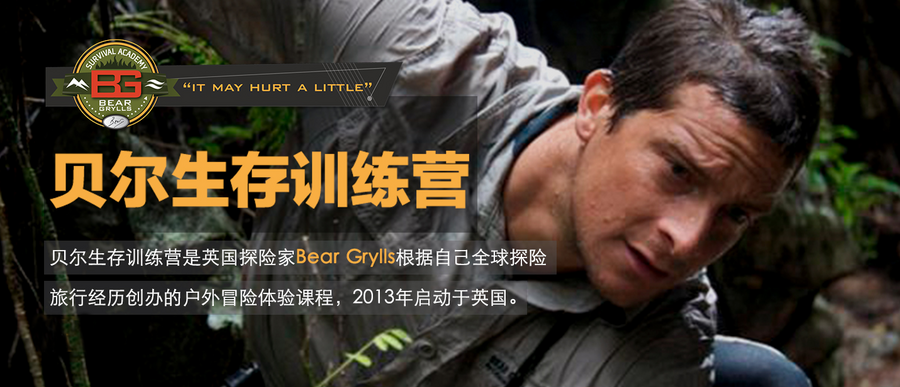 SURVIVAL ACADEMY
BG
BEAR
GRYLLS
“IT MAY HURT A LITTLE”
贝尔生存训练营
贝尔生存训练营是英国探险家Bear Grylls根据自己全球探险
旅行经历创办的户外冒险体验课程，2013年启动于英国。